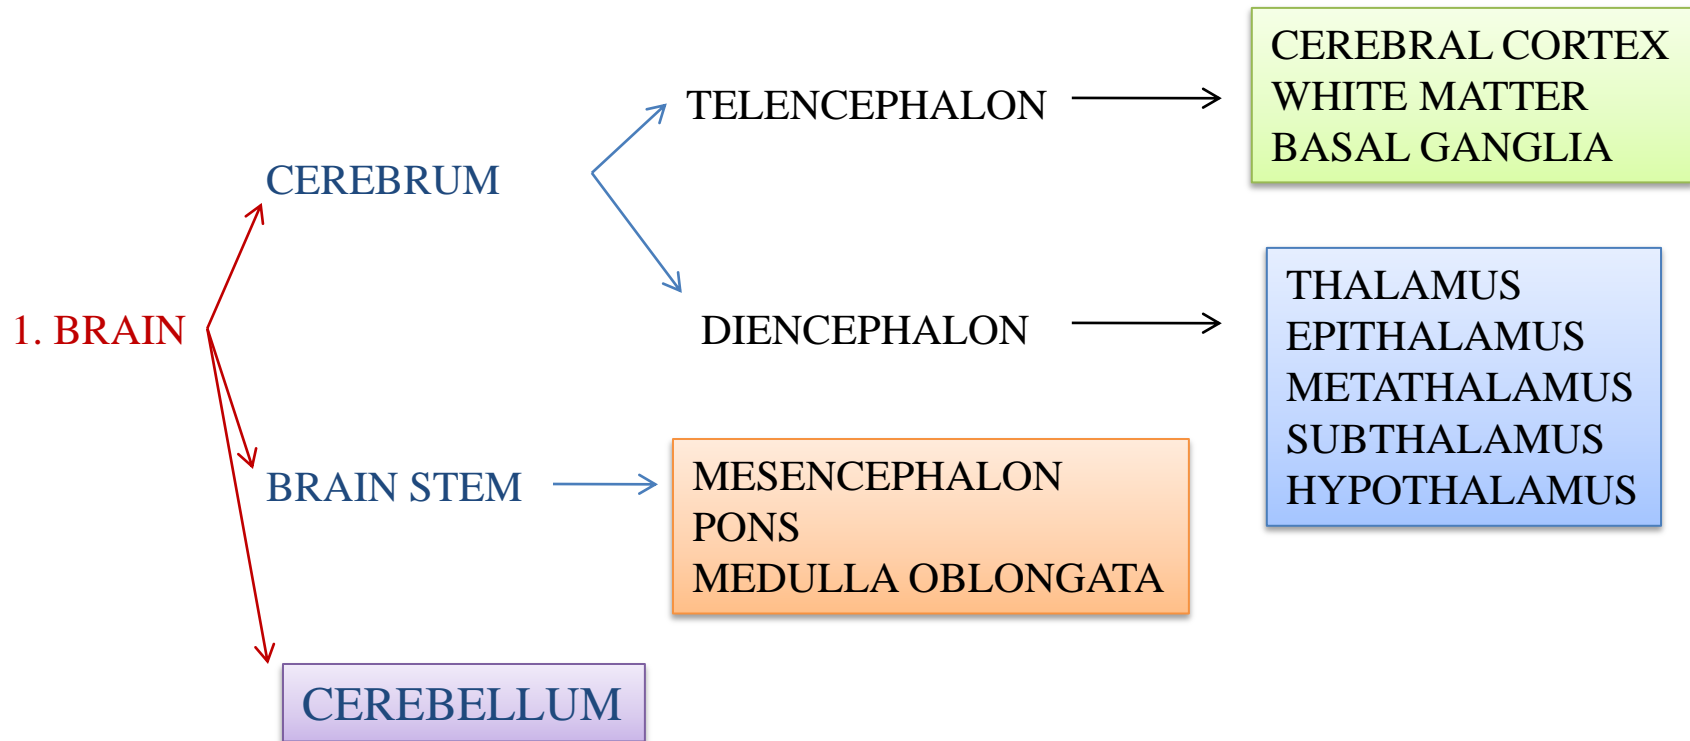 1. BRAIN
CEREBRUM
TELENCEPHALON
CEREBRAL CORTEX
WHITE MATTER
BASAL GANGLIA
DIENCEPHALON
THALAMUS
EPITHALAMUS
METATHALAMUS
SUBTHALAMUS
HYPOTHALAMUS
BRAIN STEM
MESENCEPHALON
PONS
MEDULLA OBLONGATA
CEREBELLUM